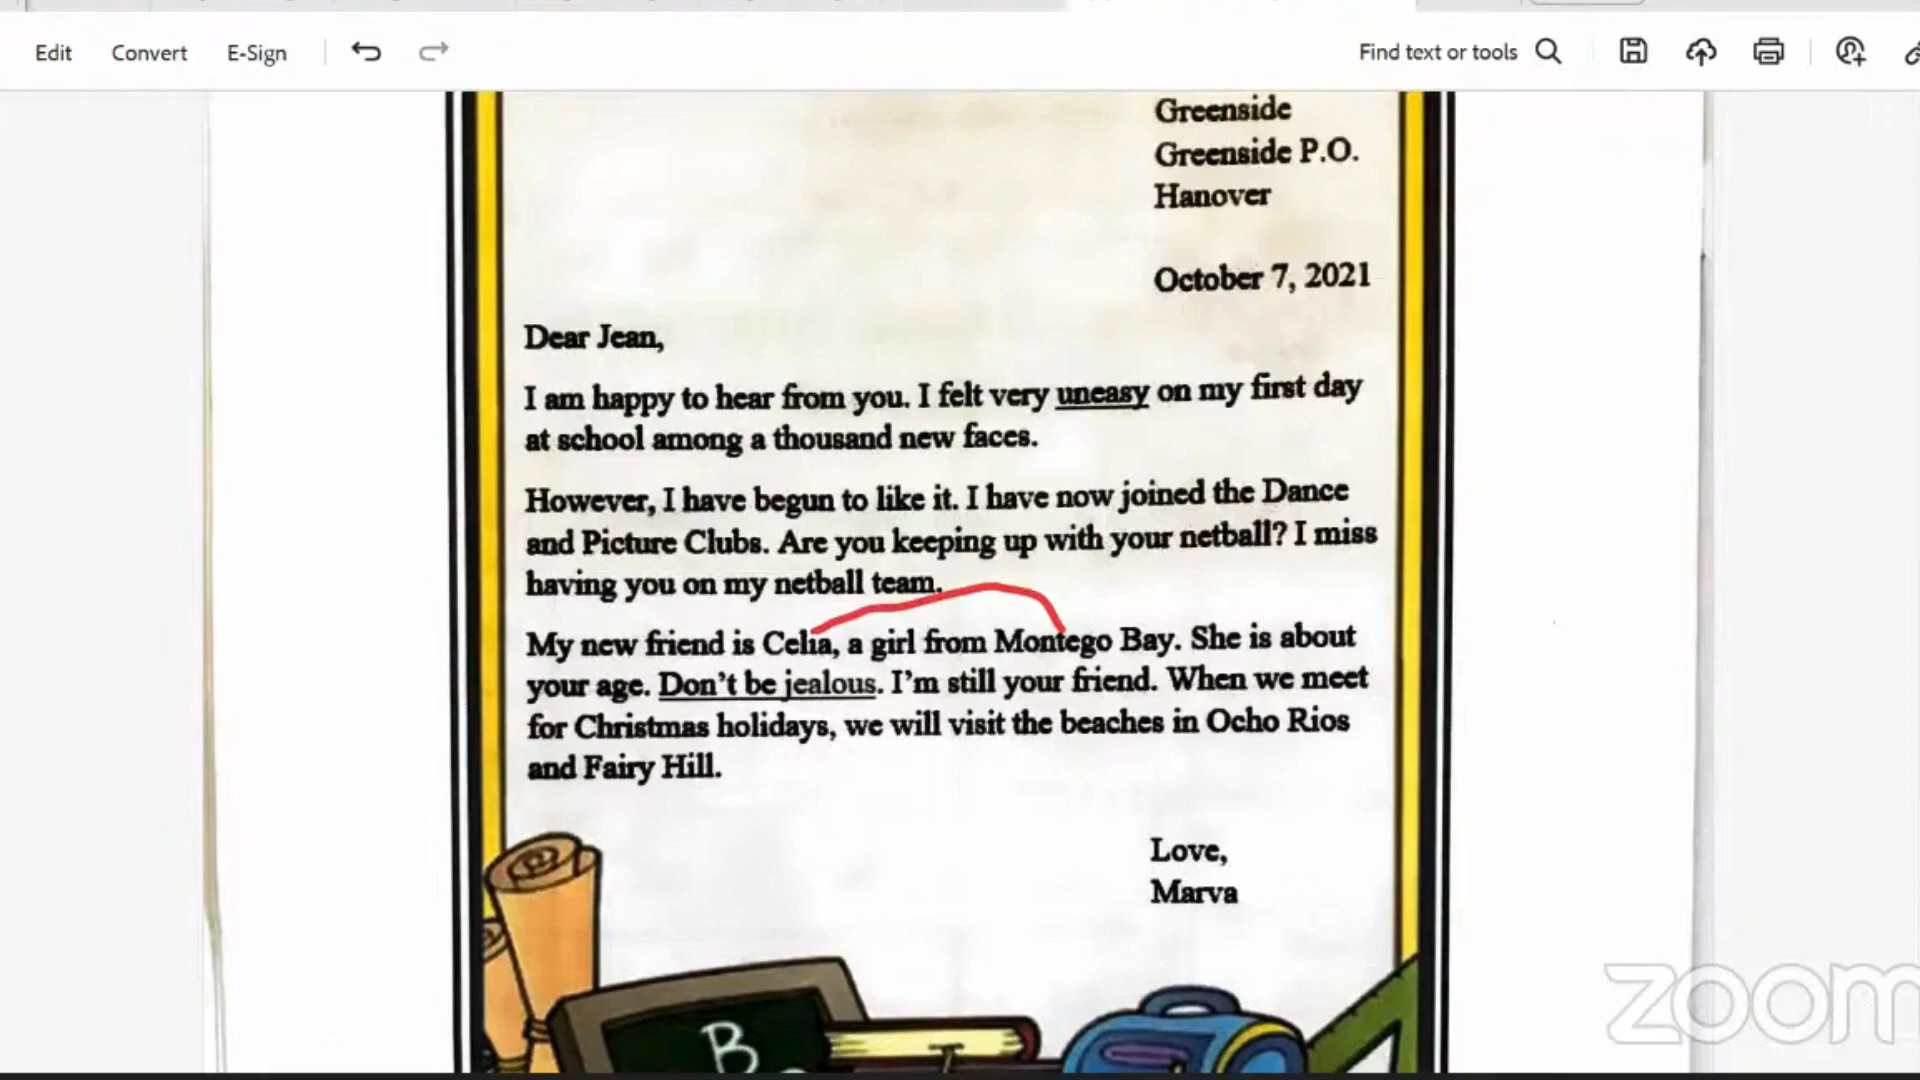 Edit Convert E-Sign Find text or tools
Greenside
Greenside P.O.
Hanover
October 7, 2021
Dear Jean,
I am happy to hear from you. I felt very uneasy on my first day
at school among a thousand new faces.
However, I have begun to like it. I have now joined the Dance
and Picture Clubs. Are you keeping up with your netball? I miss
having you on my netball team.
My new friend is Celia, a girl from Montego Bay. She is about
your age. Don't be jealous. I'm still your friend. When we meet
for Christmas holidays, we will visit the beaches in Ocho Rios
and Fairy Hill.
Love,
Marva
B
zoom